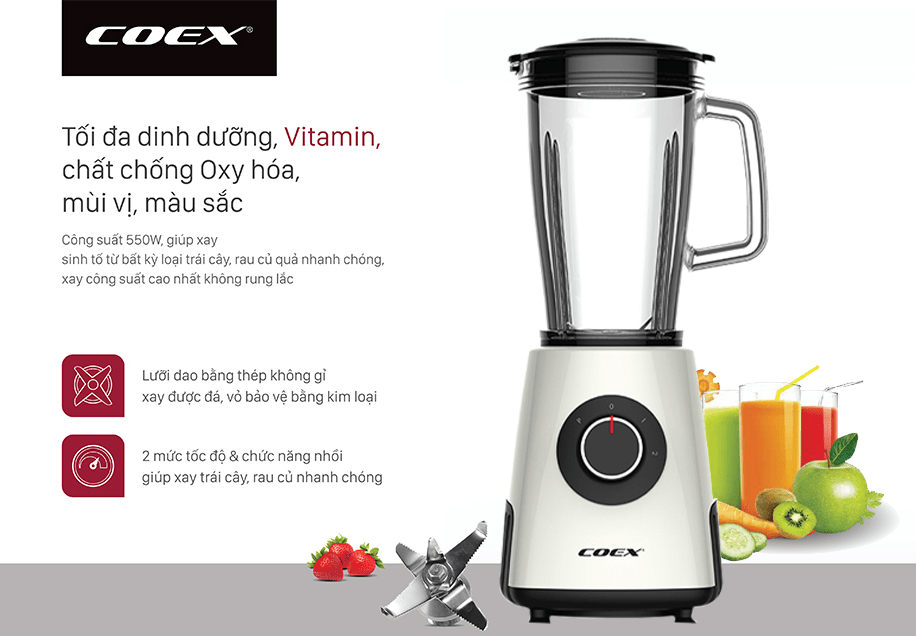 COEX®
Tối đa dinh dưỡng, Vitamin,
chất chống Oxy hóa,
mùi vị, màu sắc
Công suất 550W, giúp xay
sinh tố từ bất kỳ loại trái cây, rau củ quả nhanh chóng,
xay công suất cao nhất không rung lắc
Lưỡi dao bằng thép không gỉ
xay được đá, vỏ bảo vệ bằng kim loại
2 mức tốc độ & chức năng nhồi
giúp xay trái cây, rau củ nhanh chóng
P 0 1 2
COEX®